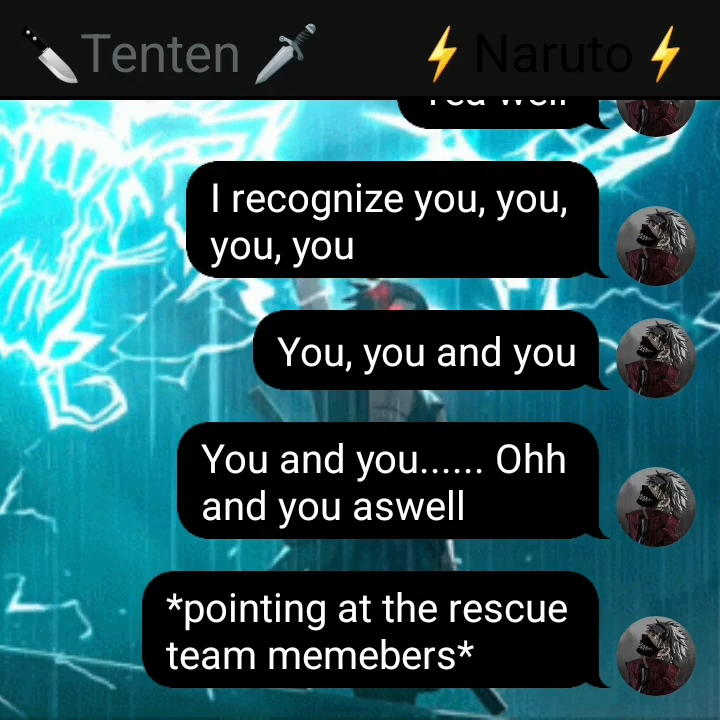 🔪Tenten🗡 ⚡Naruto⚡
I recognize you, you,
you, you
You, you and you
You and you...... Ohh
and you aswell
*pointing at the rescue
team memebers*